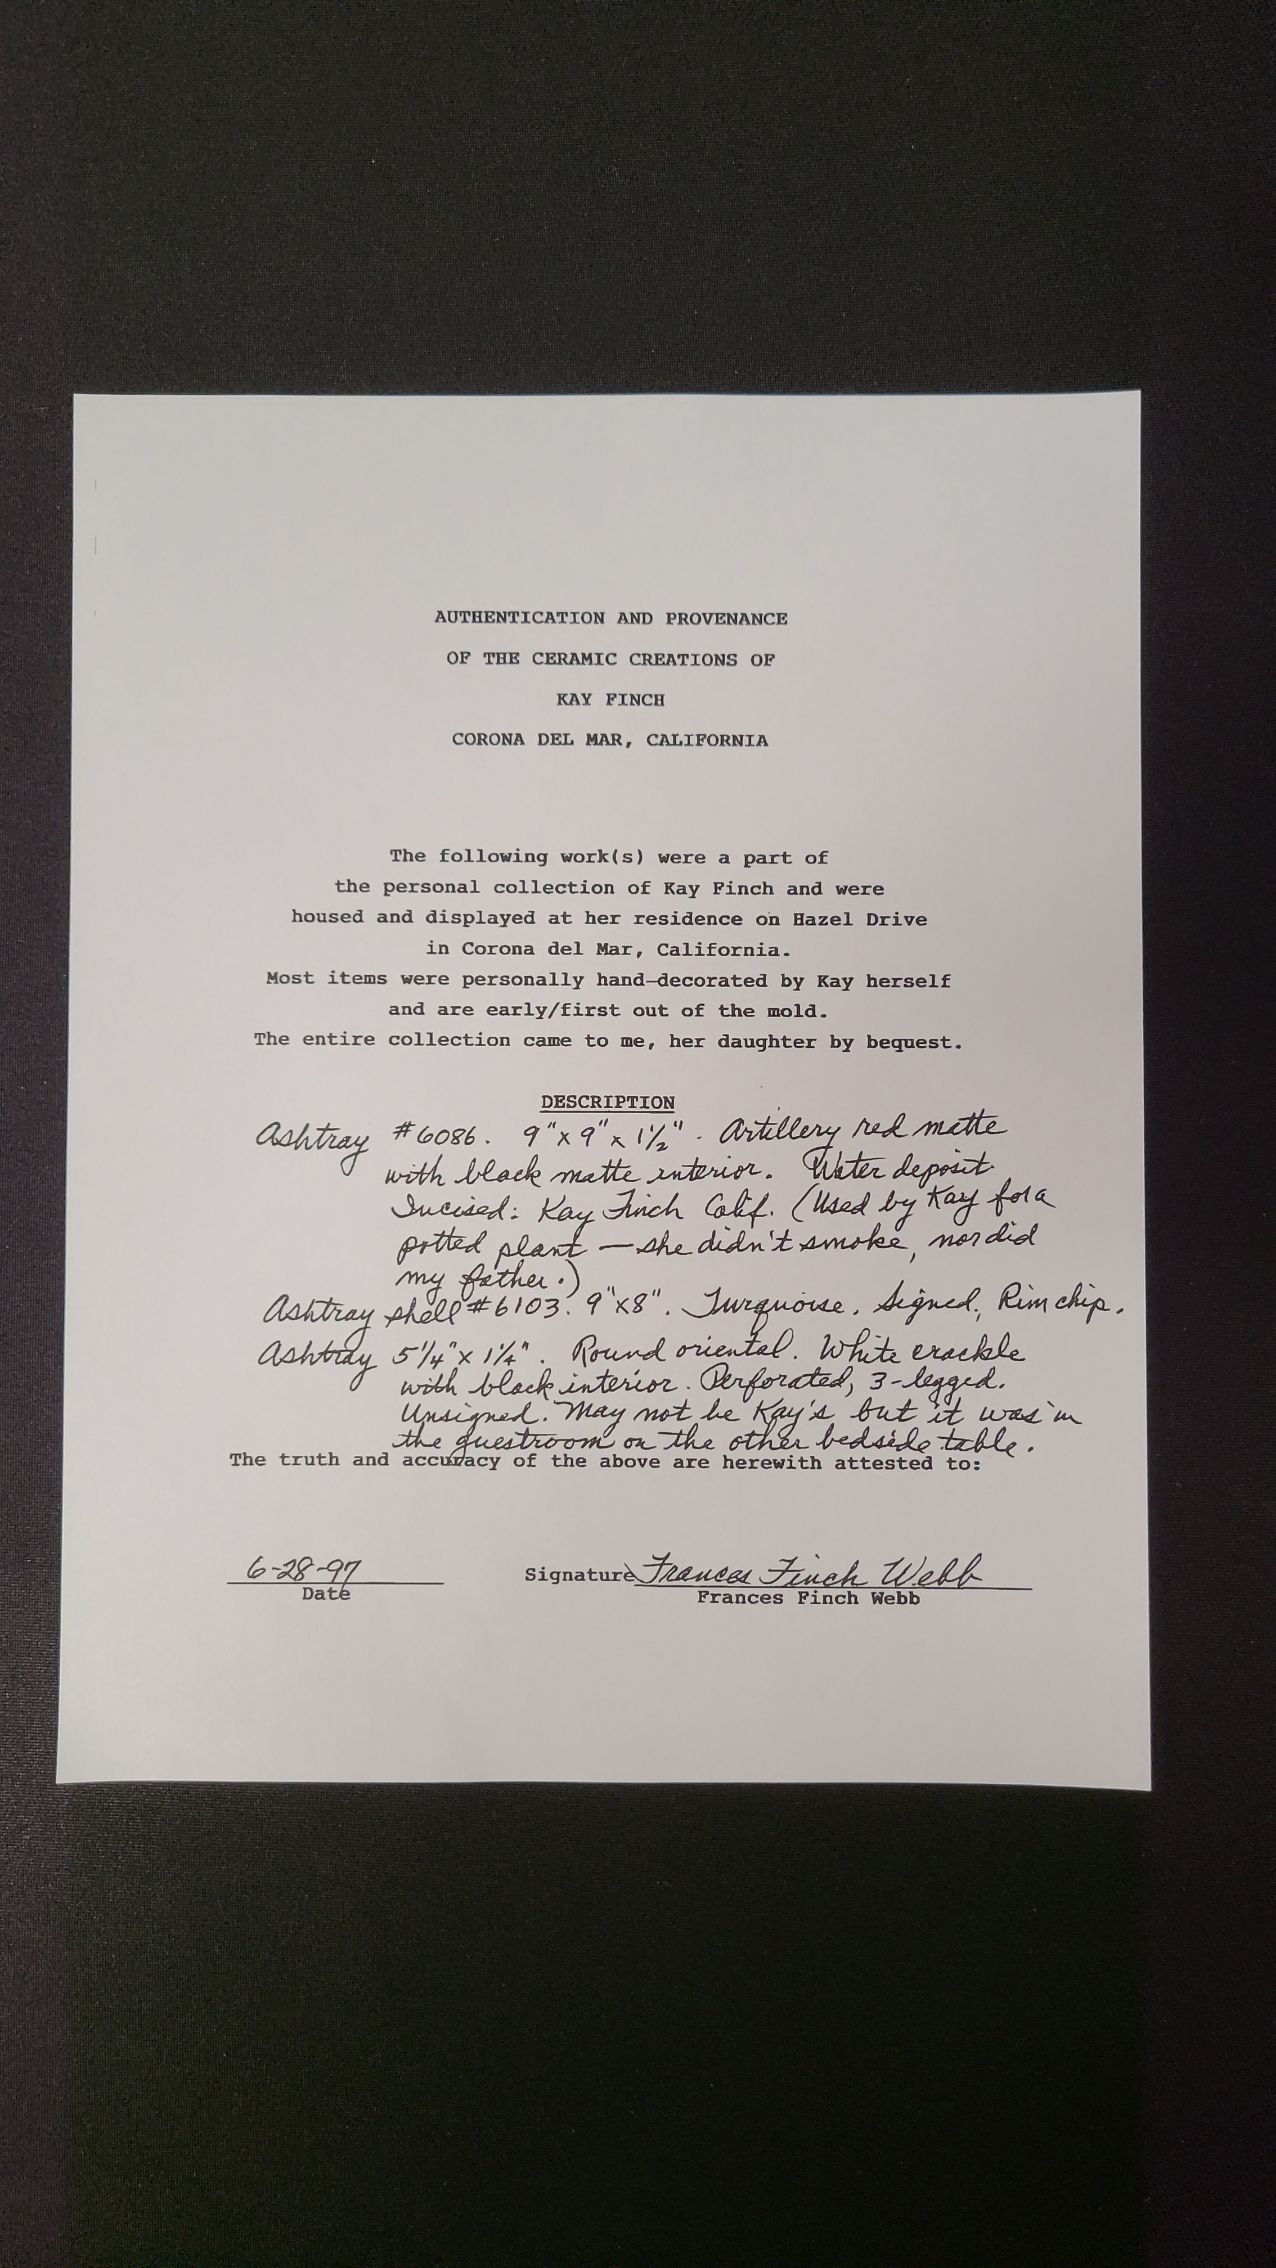 AUTHENTICATION AND PROVENANCE
OF THE CERAMIC CREATIONS OF
KAY FINCH
CORONA DEL MAR, CALIFORNIA
The following work(s) were a part of
the personal collection of Kay Finch and were
housed and displayed at her residence on Hazel Drive
in Corona del Mar, California.
Most items were personally hand-decorated by Kay herself
and are early/first out of the mold.
The entire collection came to me, her daughter by bequest.
DESCRIPTION
Ashtray #6086. 9"x9"x1½". Artillery red matte
with black matte interior. Water deposit.
Incised: Kay Finch Calif. (Used by Kay for a
potted plant — she didn't smoke, nor did
my father.)
Ashtray shell #6103. 9"x8". Turquoise. Signed. Rim chip.
Ashtray 5¼"x1¼". Round oriental. White crackle
with black interior. Perforated, 3-legged.
Unsigned. May not be Kay's but it was in
the guestroom on the other bedside table.
The truth and accuracy of the above are herewith attested to:
6-28-97 Signature Frances Finch Webb
Date Frances Finch Webb